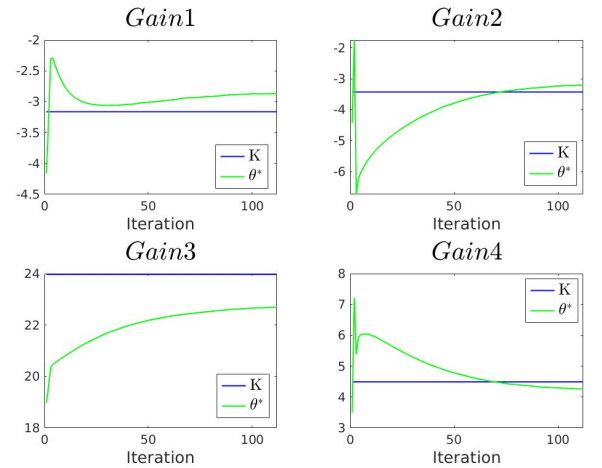 Gain1
-2
-2.5
-3
-3.5
-4
-4.5
K
θ*
0
50
100
Iteration
Gain2
-3
-4
-5
-6
K
θ*
0
50
100
Iteration
Gain3
24
22
20
18
K
θ*
0
50
100
Iteration
Gain4
8
7
6
5
4
3
K
θ*
0
50
100
Iteration